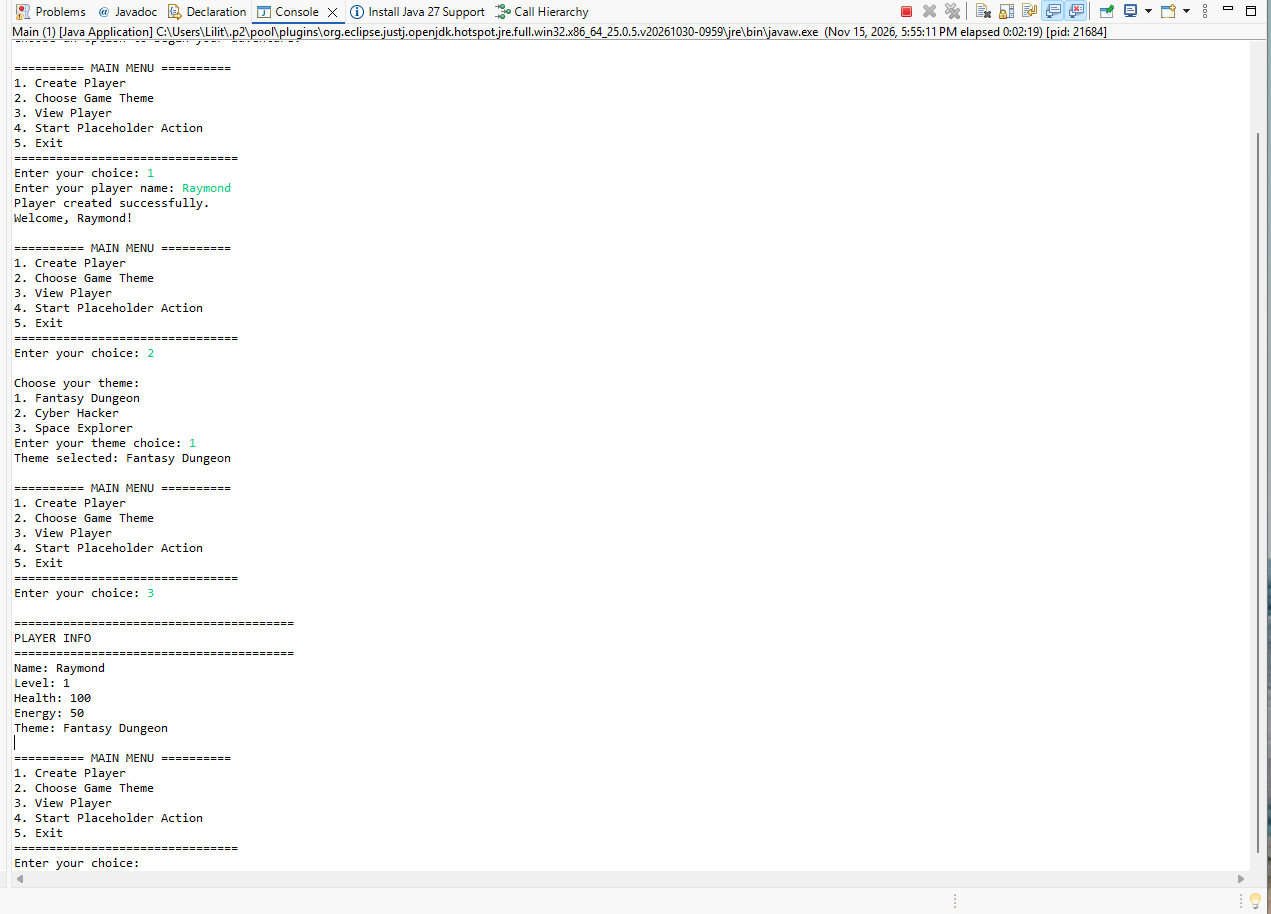 Problems @ Javadoc Declaration Console Install Java 27 Support Call Hierarchy
Main (1) [Java Application] C:\Users\Lilit\.p2\pool\plugins\org.eclipse.justj.openjdk.hotspot.jre.full.win32.x86_64_25.0.5.v20261030-0959\jre\bin\javaw.exe (Nov 15, 2026, 5:55:11 PM elapsed 0:02:19) [pid: 21684]
========== MAIN MENU ==========
1. Create Player
2. Choose Game Theme
3. View Player
4. Start Placeholder Action
5. Exit
================================
Enter your choice: 1
Enter your player name: Raymond
Player created successfully.
Welcome, Raymond!
========== MAIN MENU ==========
1. Create Player
2. Choose Game Theme
3. View Player
4. Start Placeholder Action
5. Exit
================================
Enter your choice: 2
Choose your theme:
1. Fantasy Dungeon
2. Cyber Hacker
3. Space Explorer
Enter your theme choice: 1
Theme selected: Fantasy Dungeon
========== MAIN MENU ==========
1. Create Player
2. Choose Game Theme
3. View Player
4. Start Placeholder Action
5. Exit
================================
Enter your choice: 3
========================================
PLAYER INFO
========================================
Name: Raymond
Level: 1
Health: 100
Energy: 50
Theme: Fantasy Dungeon
========== MAIN MENU ==========
1. Create Player
2. Choose Game Theme
3. View Player
4. Start Placeholder Action
5. Exit
================================
Enter your choice: